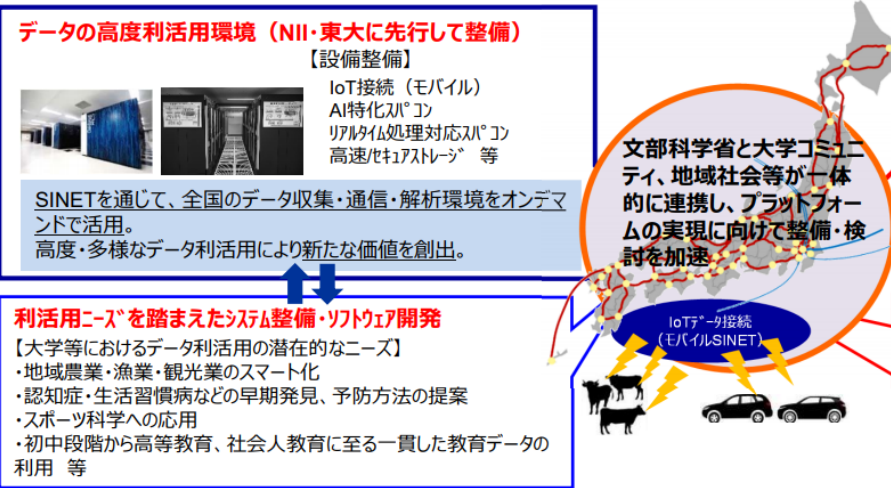 データの高度利活用環境（NII・東大に先行して整備）
【設備整備】
IoT接続（モバイル）
AI特化ｽﾊﾟｺﾝ
ﾘｱﾙﾀｲﾑ処理対応ｽﾊﾟｺﾝ
高速/ｾｷｭｱｽﾄﾚｰｼﾞ 等
SINETを通じて、全国のデータ収集・通信・解析環境をオンデマ
ンドで活用。
高度・多様なデータ利活用により新たな価値を創出。
利活用ﾆｰｽﾞを踏まえたｼｽﾃﾑ整備・ｿﾌﾄｳｪｱ開発
【大学等におけるデータ利活用の潜在的なニーズ】
・地域農業・漁業・観光業のスマート化
・認知症・生活習慣病などの早期発見、予防方法の提案
・スポーツ科学への応用
・初中段階から高等教育、社会人教育に至る一貫した教育データの
利用 等
文部科学省と大学コミュニ
ティ、地域社会等が一体
的に連携し、プラットフォー
ムの実現に向けて整備・検
討を加速
IoTﾃﾞｰﾀ接続
（モバイルSINET）